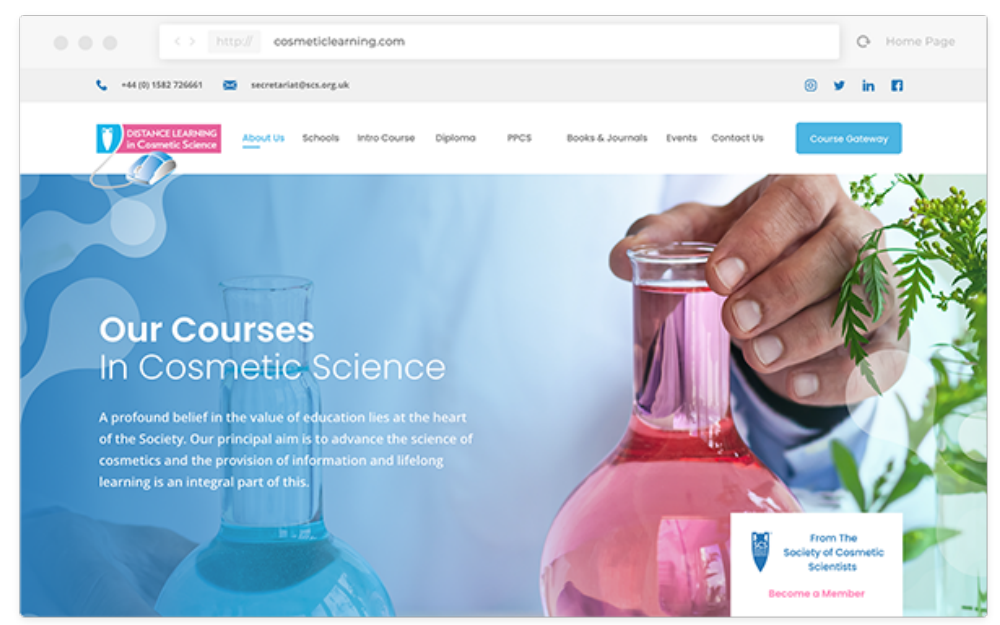 http:// cosmeticlearning.com Home Page
+44 (0) 1582 726661 secretariat@scs.org.uk
DISTANCE LEARNING
in Cosmetic Science
About Us Schools Intro Course Diploma PPCS Books & Journals Events Contact Us Course Gateway
Our Courses
In Cosmetic Science
A profound belief in the value of education lies at the heart
of the Society. Our principal aim is to advance the science of
cosmetics and the provision of information and lifelong
learning is an integral part of this.
SCS
From The
Society of Cosmetic
Scientists
Become a Member